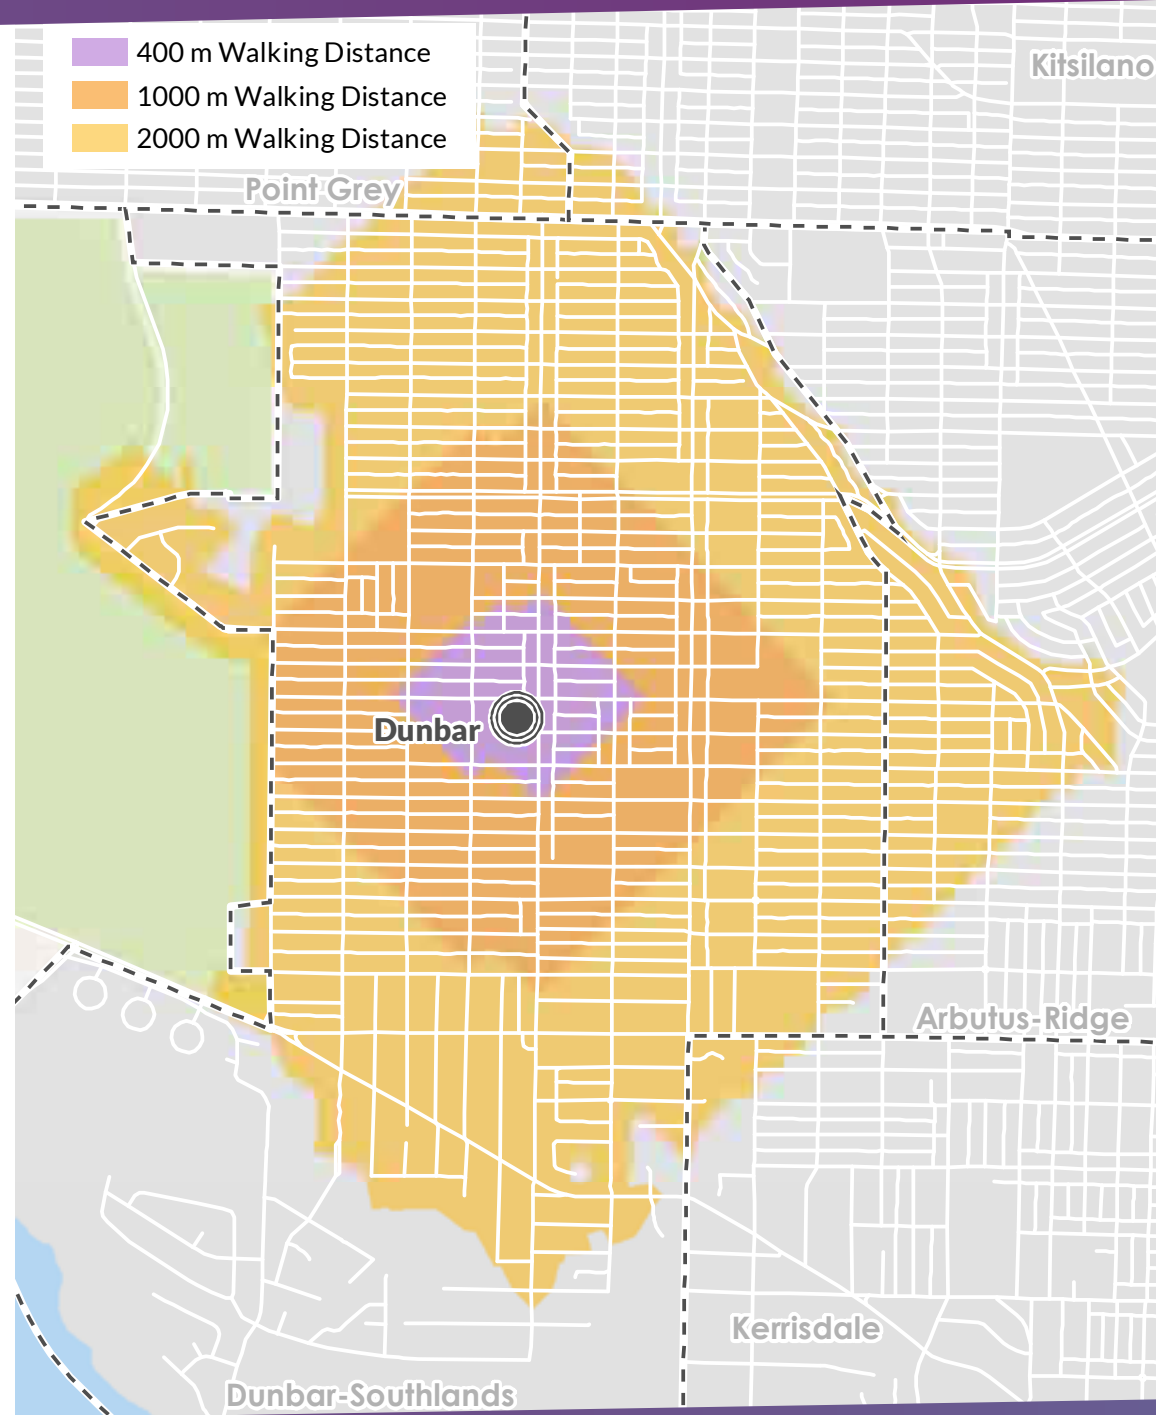 400 m Walking Distance
1000 m Walking Distance
2000 m Walking Distance
Kitsilano
Point Grey
Dunbar
Arbutus-Ridge
Kerrisdale
Dunbar-Southlands